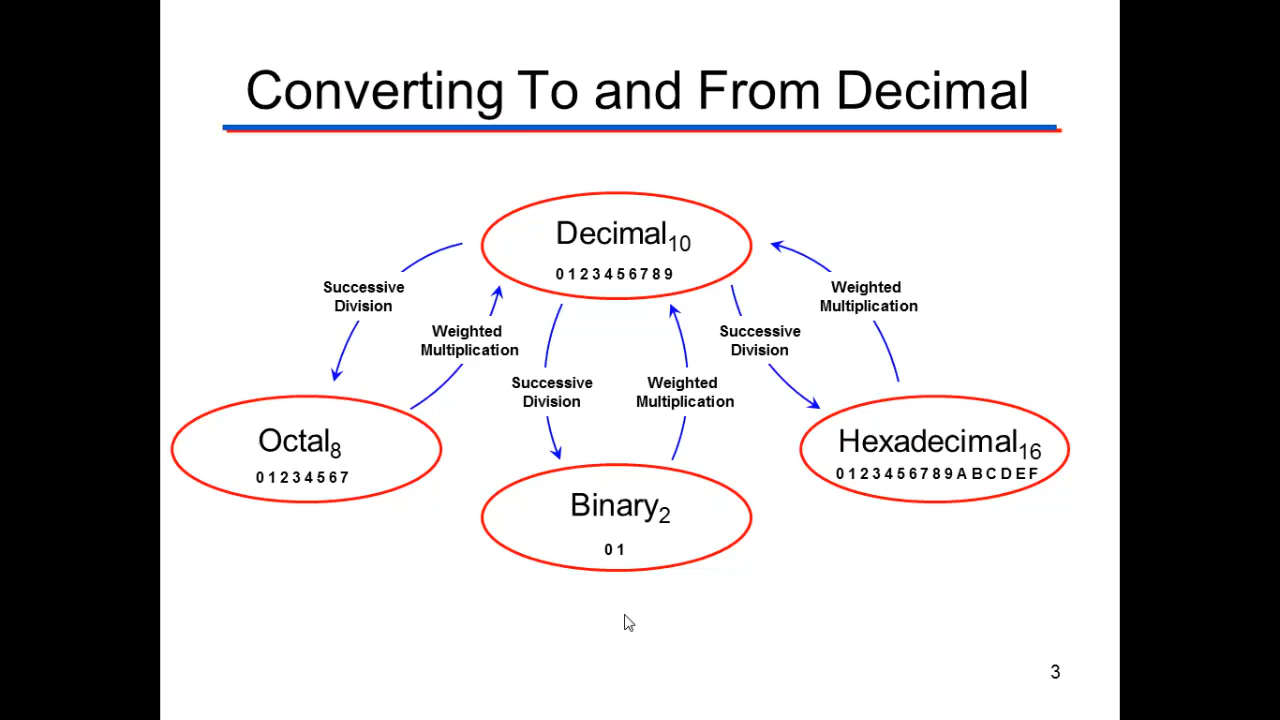 Converting To and From Decimal
Decimal10
0 1 2 3 4 5 6 7 8 9
Successive
Division
Weighted
Multiplication
Weighted
Multiplication
Successive
Division
Successive
Division
Weighted
Multiplication
Octal8
0 1 2 3 4 5 6 7
Hexadecimal16
0 1 2 3 4 5 6 7 8 9 A B C D E F
Binary2
0 1
3